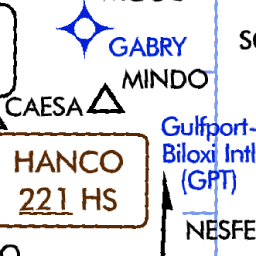 GABRY
MINDO
CAESA
Gulfport-
Biloxi Intl
(GPT)
HANCO
221 HS
NESFE